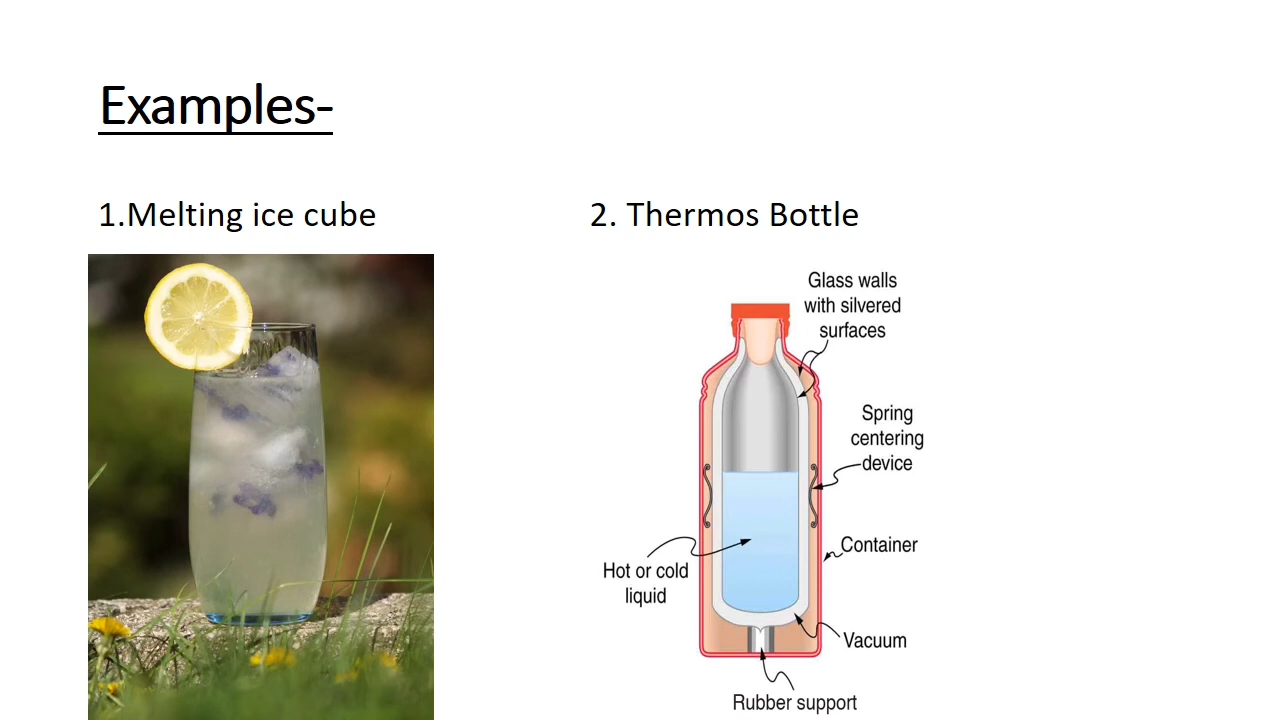 Examples-
1.Melting ice cube
2. Thermos Bottle
Glass walls
with silvered
surfaces
Spring
centering
device
Container
Hot or cold
liquid
Vacuum
Rubber support